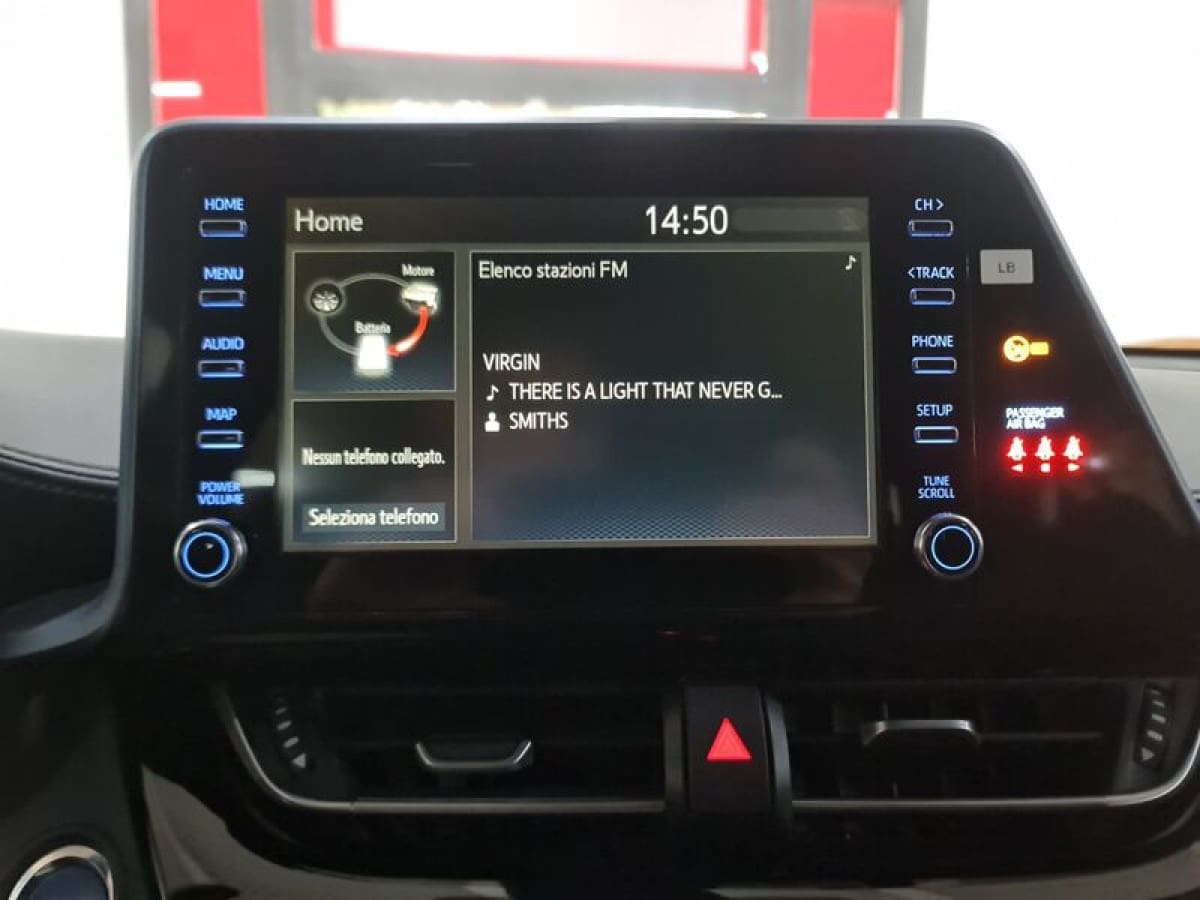 HOME
MENU
AUDIO
MAP
POWER
VOLUME
Home
14:50
Motore
Batteria
Nessun telefono collegato.
Seleziona telefono
Elenco stazioni FM
VIRGIN
THERE IS A LIGHT THAT NEVER G...
SMITHS
CH >
<TRACK
PHONE
SETUP
TUNE
SCROLL
LB
PASSENGER
AIR BAG